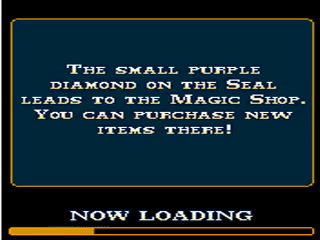 The small purple
diamond on the Seal
leads to the Magic Shop.
You can purchase new
items there!
NOW LOADING